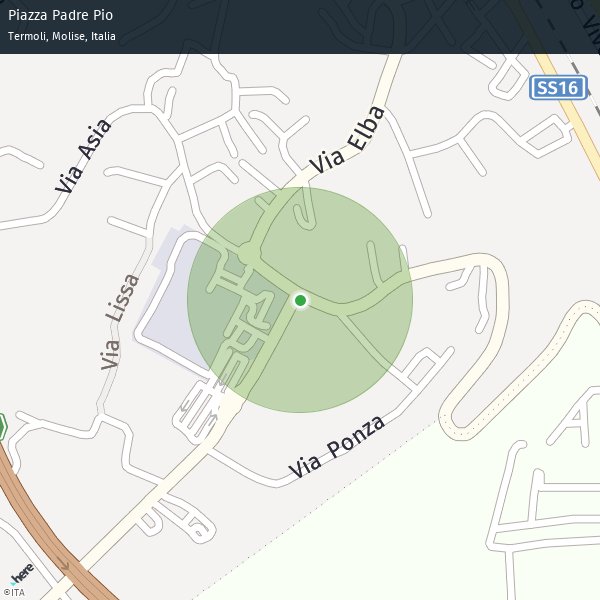 Piazza Padre Pio
Termoli, Molise, Italia
SS16
Via Asia
Via Elba
Via Lissa
Via Ponza
here
©ITA